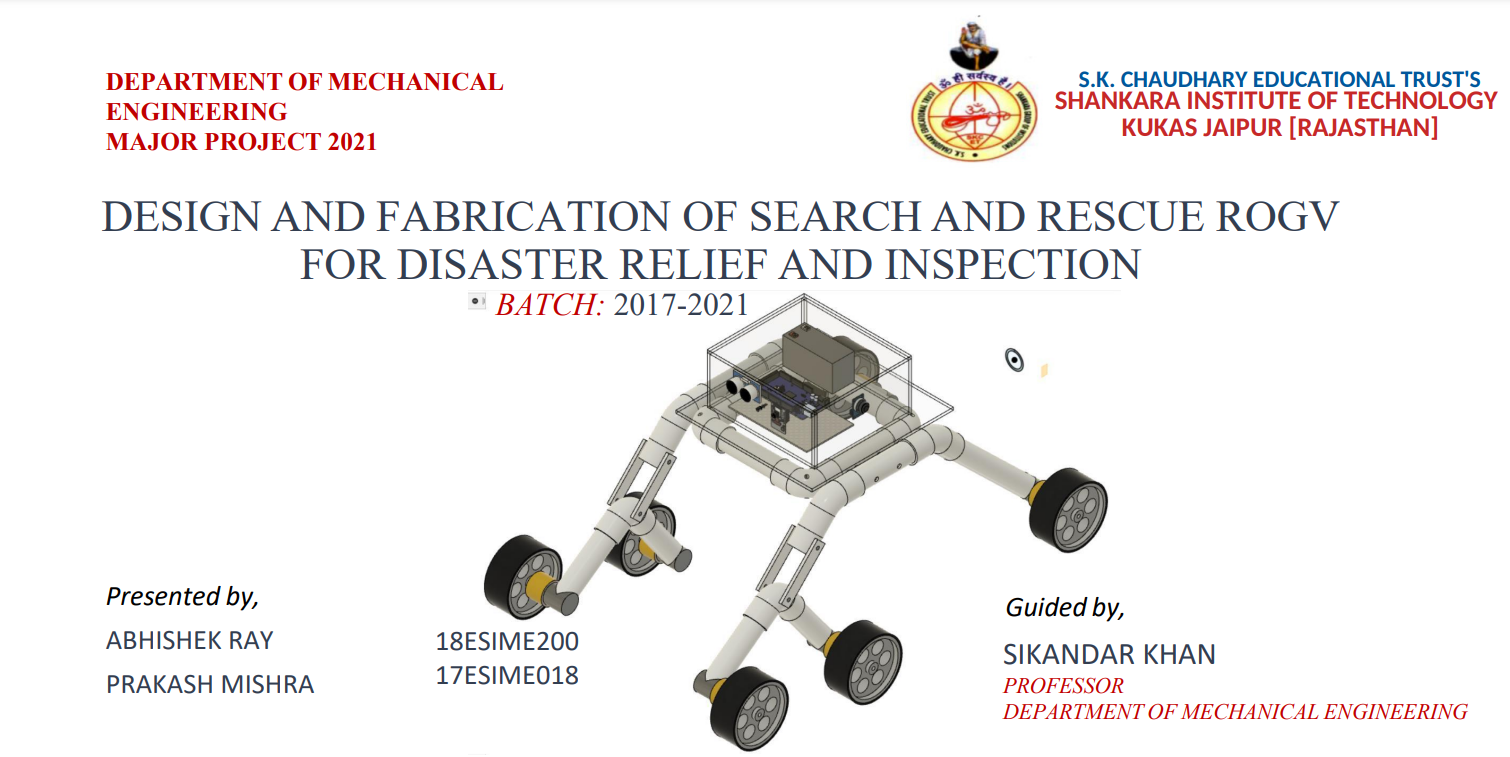 DEPARTMENT OF MECHANICAL
ENGINEERING
MAJOR PROJECT 2021
ॐ ही सर्वस्व है।
S.K. CHAUDHARY EDUCATIONAL TRUST'S
SHANKARA INSTITUTE OF TECHNOLOGY
KUKAS JAIPUR [RAJASTHAN]
DESIGN AND FABRICATION OF SEARCH AND RESCUE ROGV
FOR DISASTER RELIEF AND INSPECTION
BATCH: 2017-2021
Presented by,
ABHISHEK RAY 18ESIME200
PRAKASH MISHRA 17ESIME018
Guided by,
SIKANDAR KHAN
PROFESSOR
DEPARTMENT OF MECHANICAL ENGINEERING